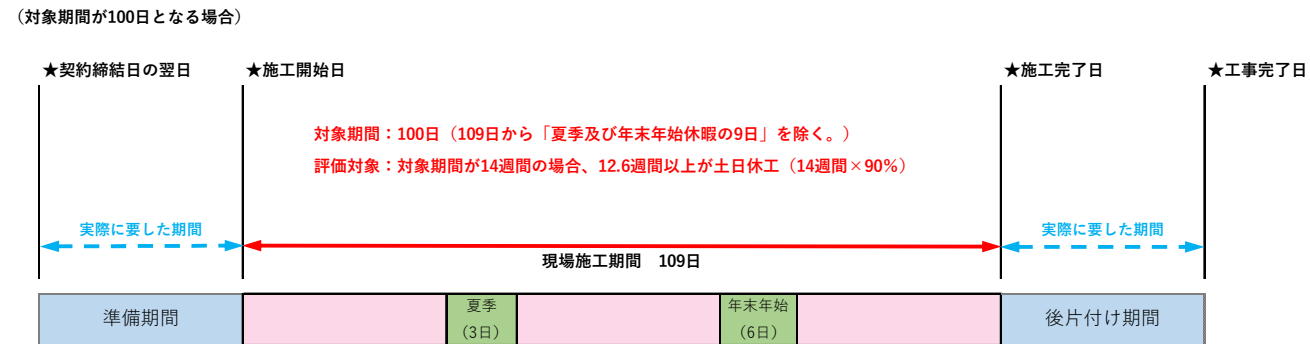 （対象期間が100日となる場合）
★契約締結日の翌日　★施工開始日　★施工完了日　★工事完了日
対象期間：100日（109日から「夏季及び年末年始休暇の9日」を除く。）
評価対象：対象期間が14週間の場合、12.6週間以上が土日休工（14週間×90%）
実際に要した期間　実際に要した期間
現場施工期間　109日
準備期間
夏季
（3日）
年末年始
（6日）
後片付け期間